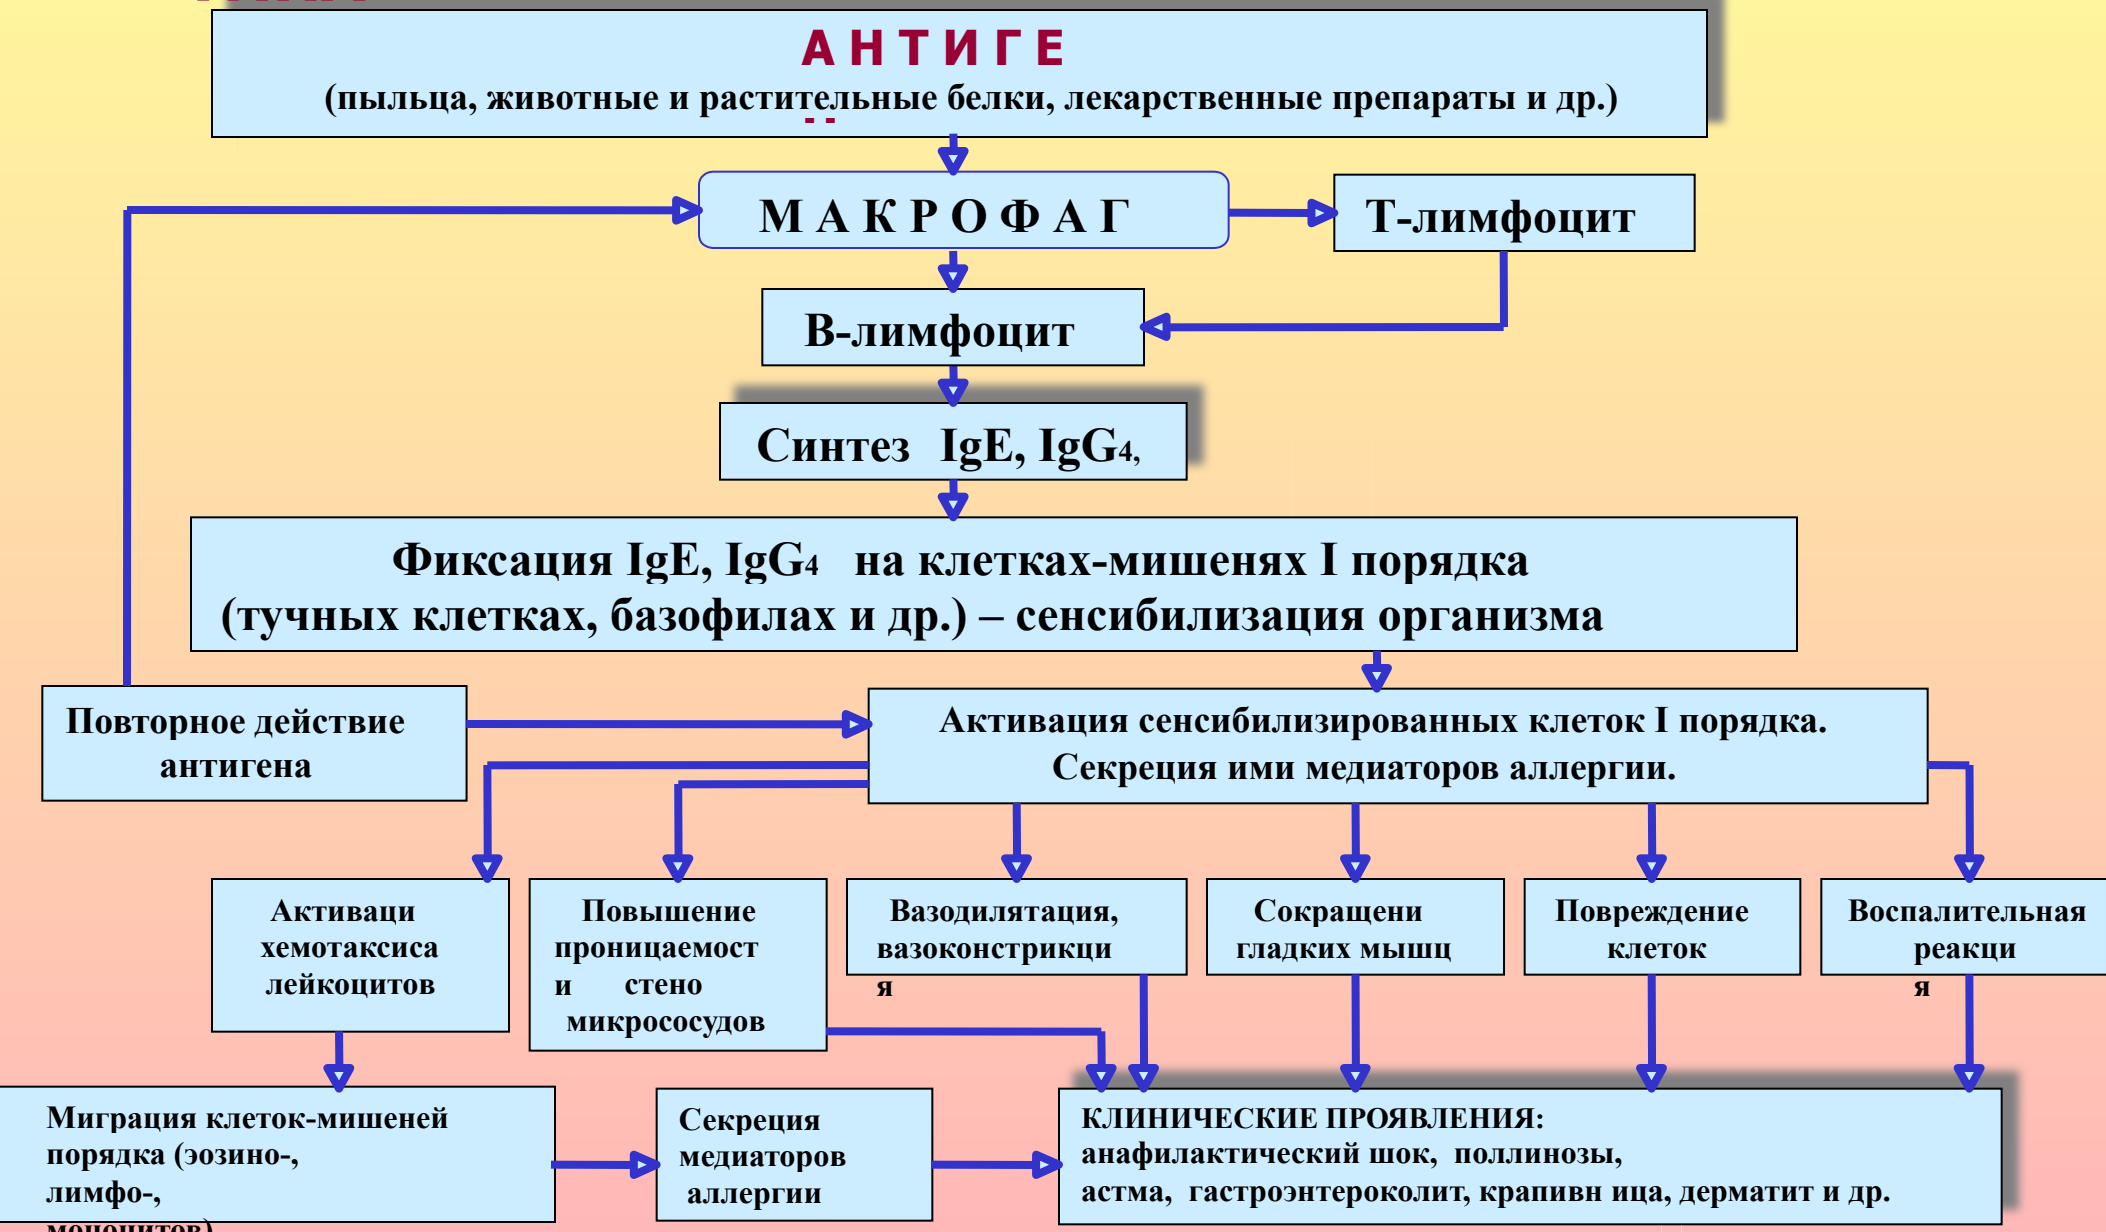 АНТИГЕ
(пыльца, животные и растительные белки, лекарственные препараты и др.)
МАКРОФАГ
Т-лимфоцит
В-лимфоцит
Синтез IgE, IgG4,
Фиксация IgE, IgG4 на клетках-мишенях I порядка
(тучных клетках, базофилах и др.) – сенсибилизация организма
Повторное действие
антигена
Активация сенсибилизированных клеток I порядка.
Секреция ими медиаторов аллергии.
Активаци
хемотаксиса
лейкоцитов
Повышение
проницаемост
и стено
микрососудов
Вазодилятация,
вазоконстрикци
я
Сокращени
гладких мышц
Повреждение
клеток
Воспалительная
реакци
я
Миграция клеток-мишеней
порядка (эозино-,
лимфо-,
моноцитов)
Секреция
медиаторов
аллергии
КЛИНИЧЕСКИЕ ПРОЯВЛЕНИЯ:
анафилактический шок, поллинозы,
астма, гастроэнтероколит, крапивн ица, дерматит и др.